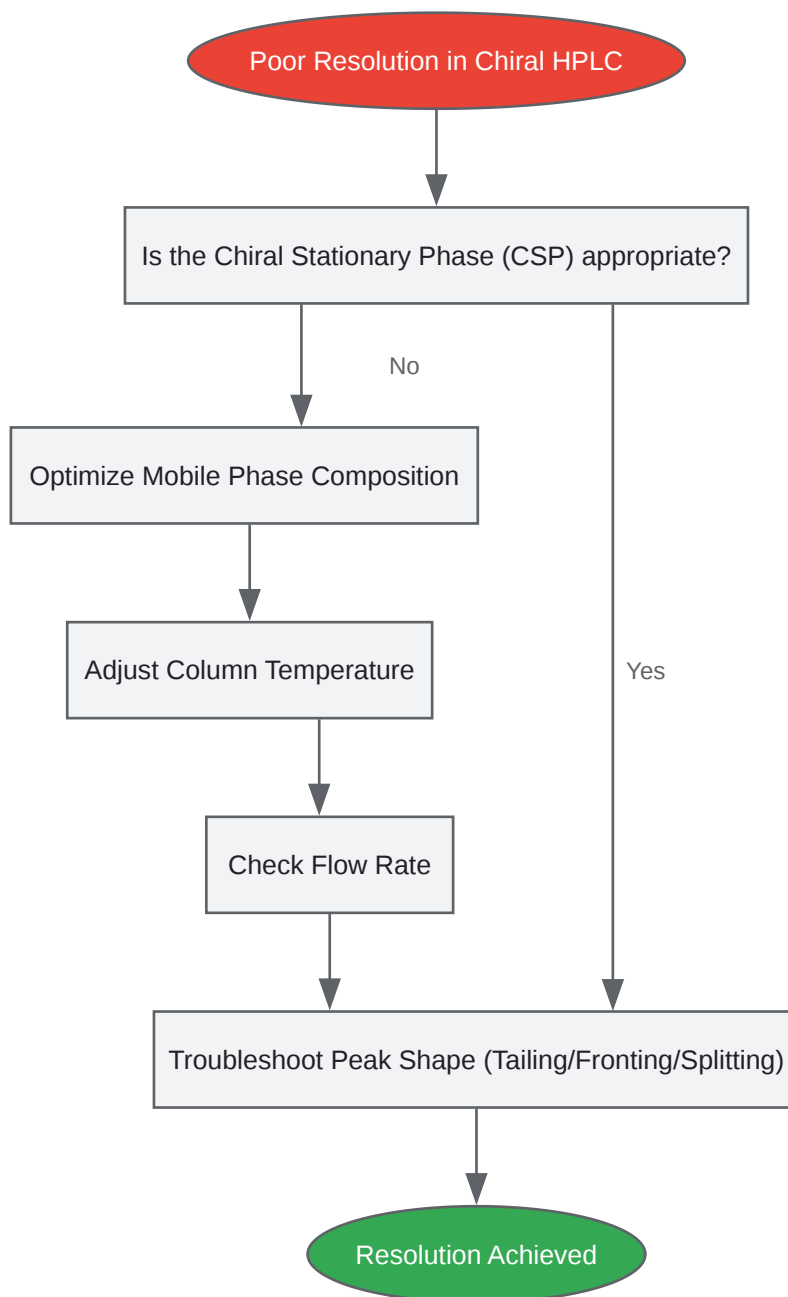 Poor Resolution in Chiral HPLC
Is the Chiral Stationary Phase (CSP) appropriate?
No
Optimize Mobile Phase Composition
Adjust Column Temperature
Yes
Check Flow Rate
Troubleshoot Peak Shape (Tailing/Fronting/Splitting)
Resolution Achieved